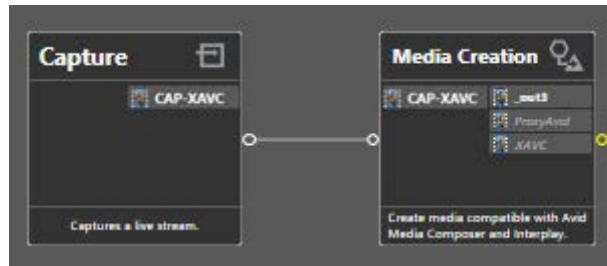 Capture
CAP-XAVC
Captures a live stream.
Media Creation
CAP-XAVC
_out3
ProxyAvid
XAVC
Create media compatible with Avid
Media Composer and Interplay.